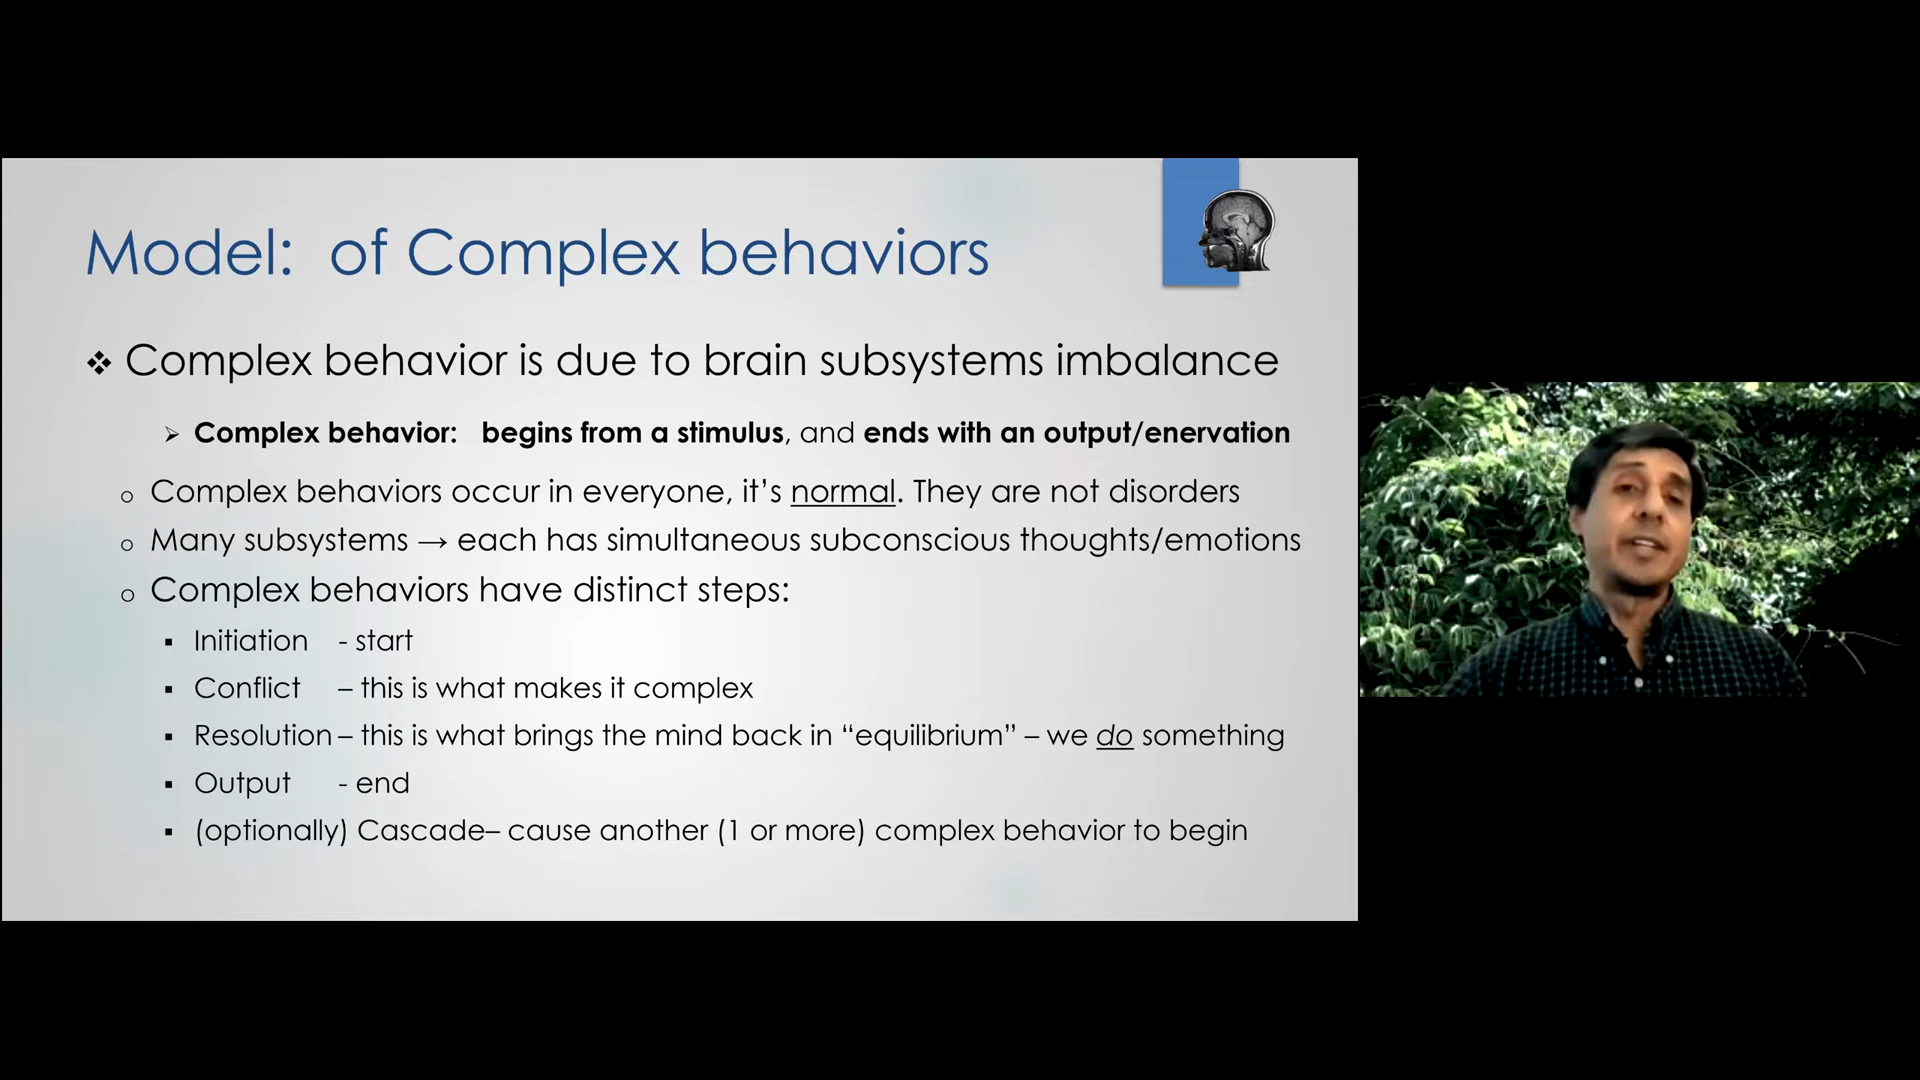 Model:  of Complex behaviors
❖ Complex behavior is due to brain subsystems imbalance
➢ Complex behavior:   begins from a stimulus, and ends with an output/enervation
o Complex behaviors occur in everyone, it’s normal. They are not disorders
o Many subsystems → each has simultaneous subconscious thoughts/emotions
o Complex behaviors have distinct steps:
▪ Initiation - start
▪ Conflict – this is what makes it complex
▪ Resolution – this is what brings the mind back in “equilibrium” – we do something
▪ Output - end
▪ (optionally) Cascade– cause another (1 or more) complex behavior to begin